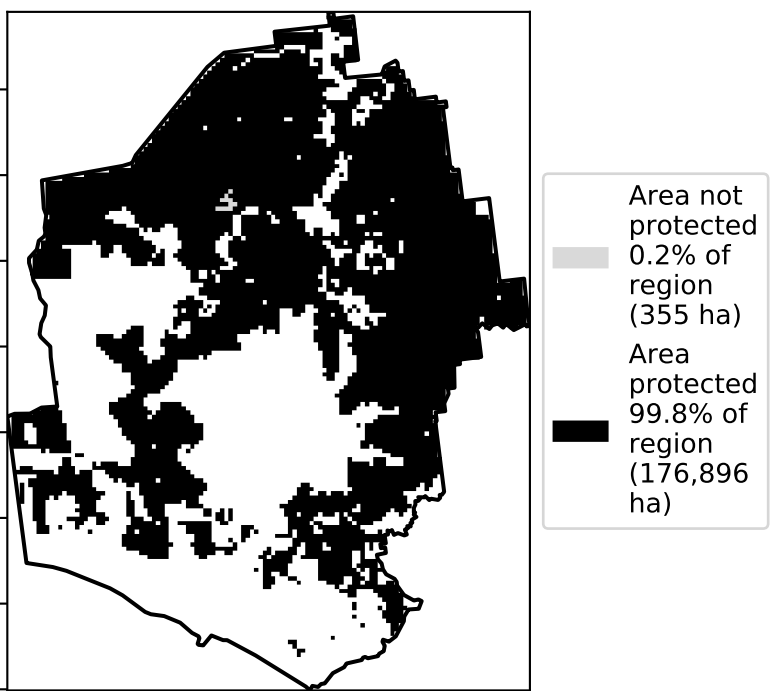 Area not
protected
0.2% of
region
(355 ha)
Area
protected
99.8% of
region
(176,896
ha)